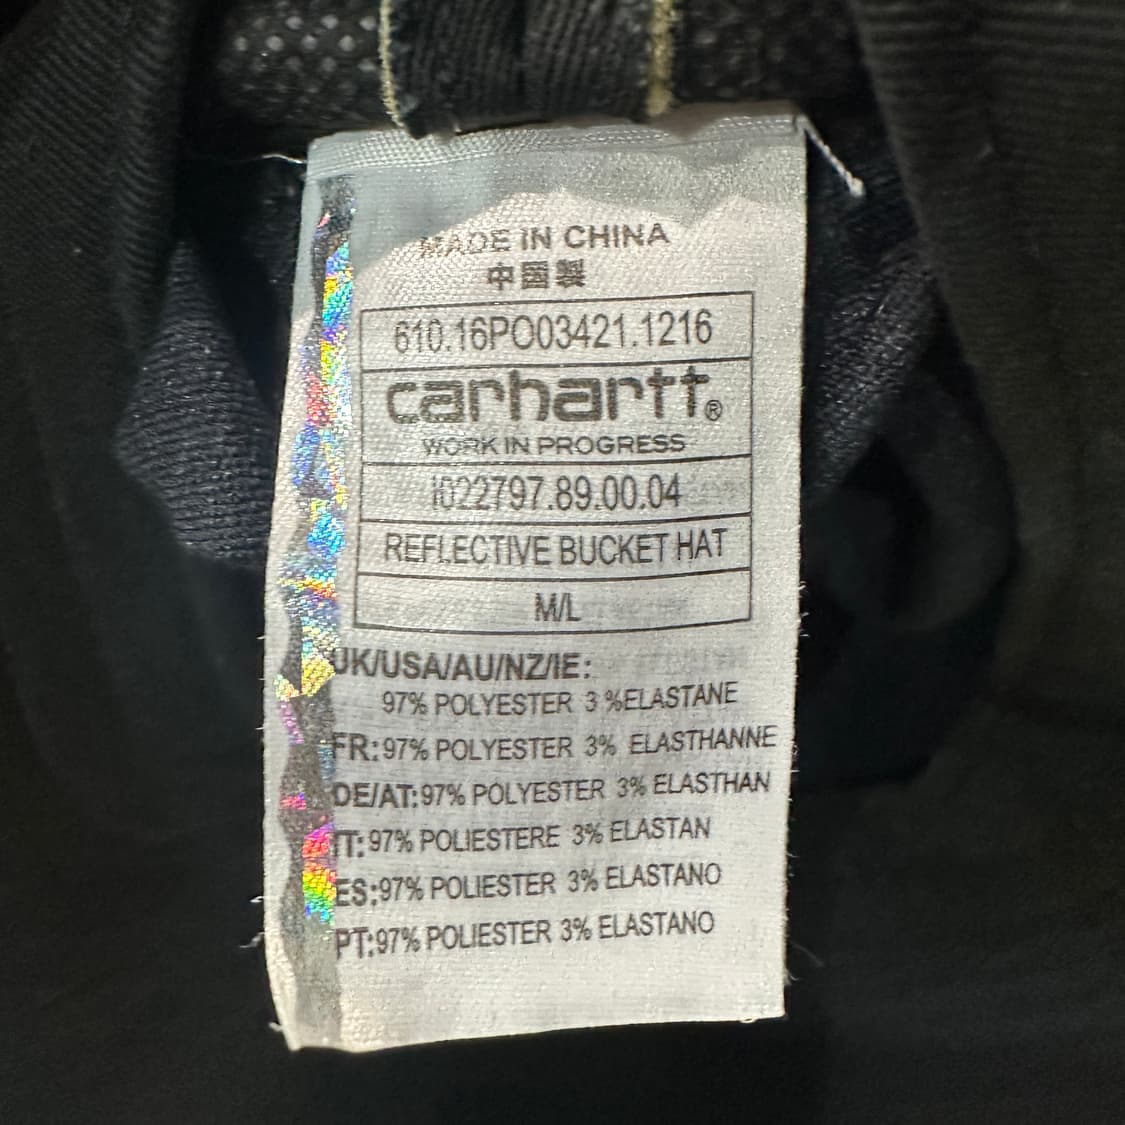 MADE IN CHINA
中國製
610.16PO03421.1216
carhartt®
WORK IN PROGRESS
I022797.89.00.04
REFLECTIVE BUCKET HAT
M/L
UK/USA/AU/NZ/IE:
97% POLYESTER 3 %ELASTANE
FR:97% POLYESTER 3% ELASTHANNE
DE/AT:97% POLYESTER 3% ELASTHAN
IT:97% POLIESTERE 3% ELASTAN
ES:97% POLIESTER 3% ELASTANO
PT:97% POLIESTER 3% ELASTANO